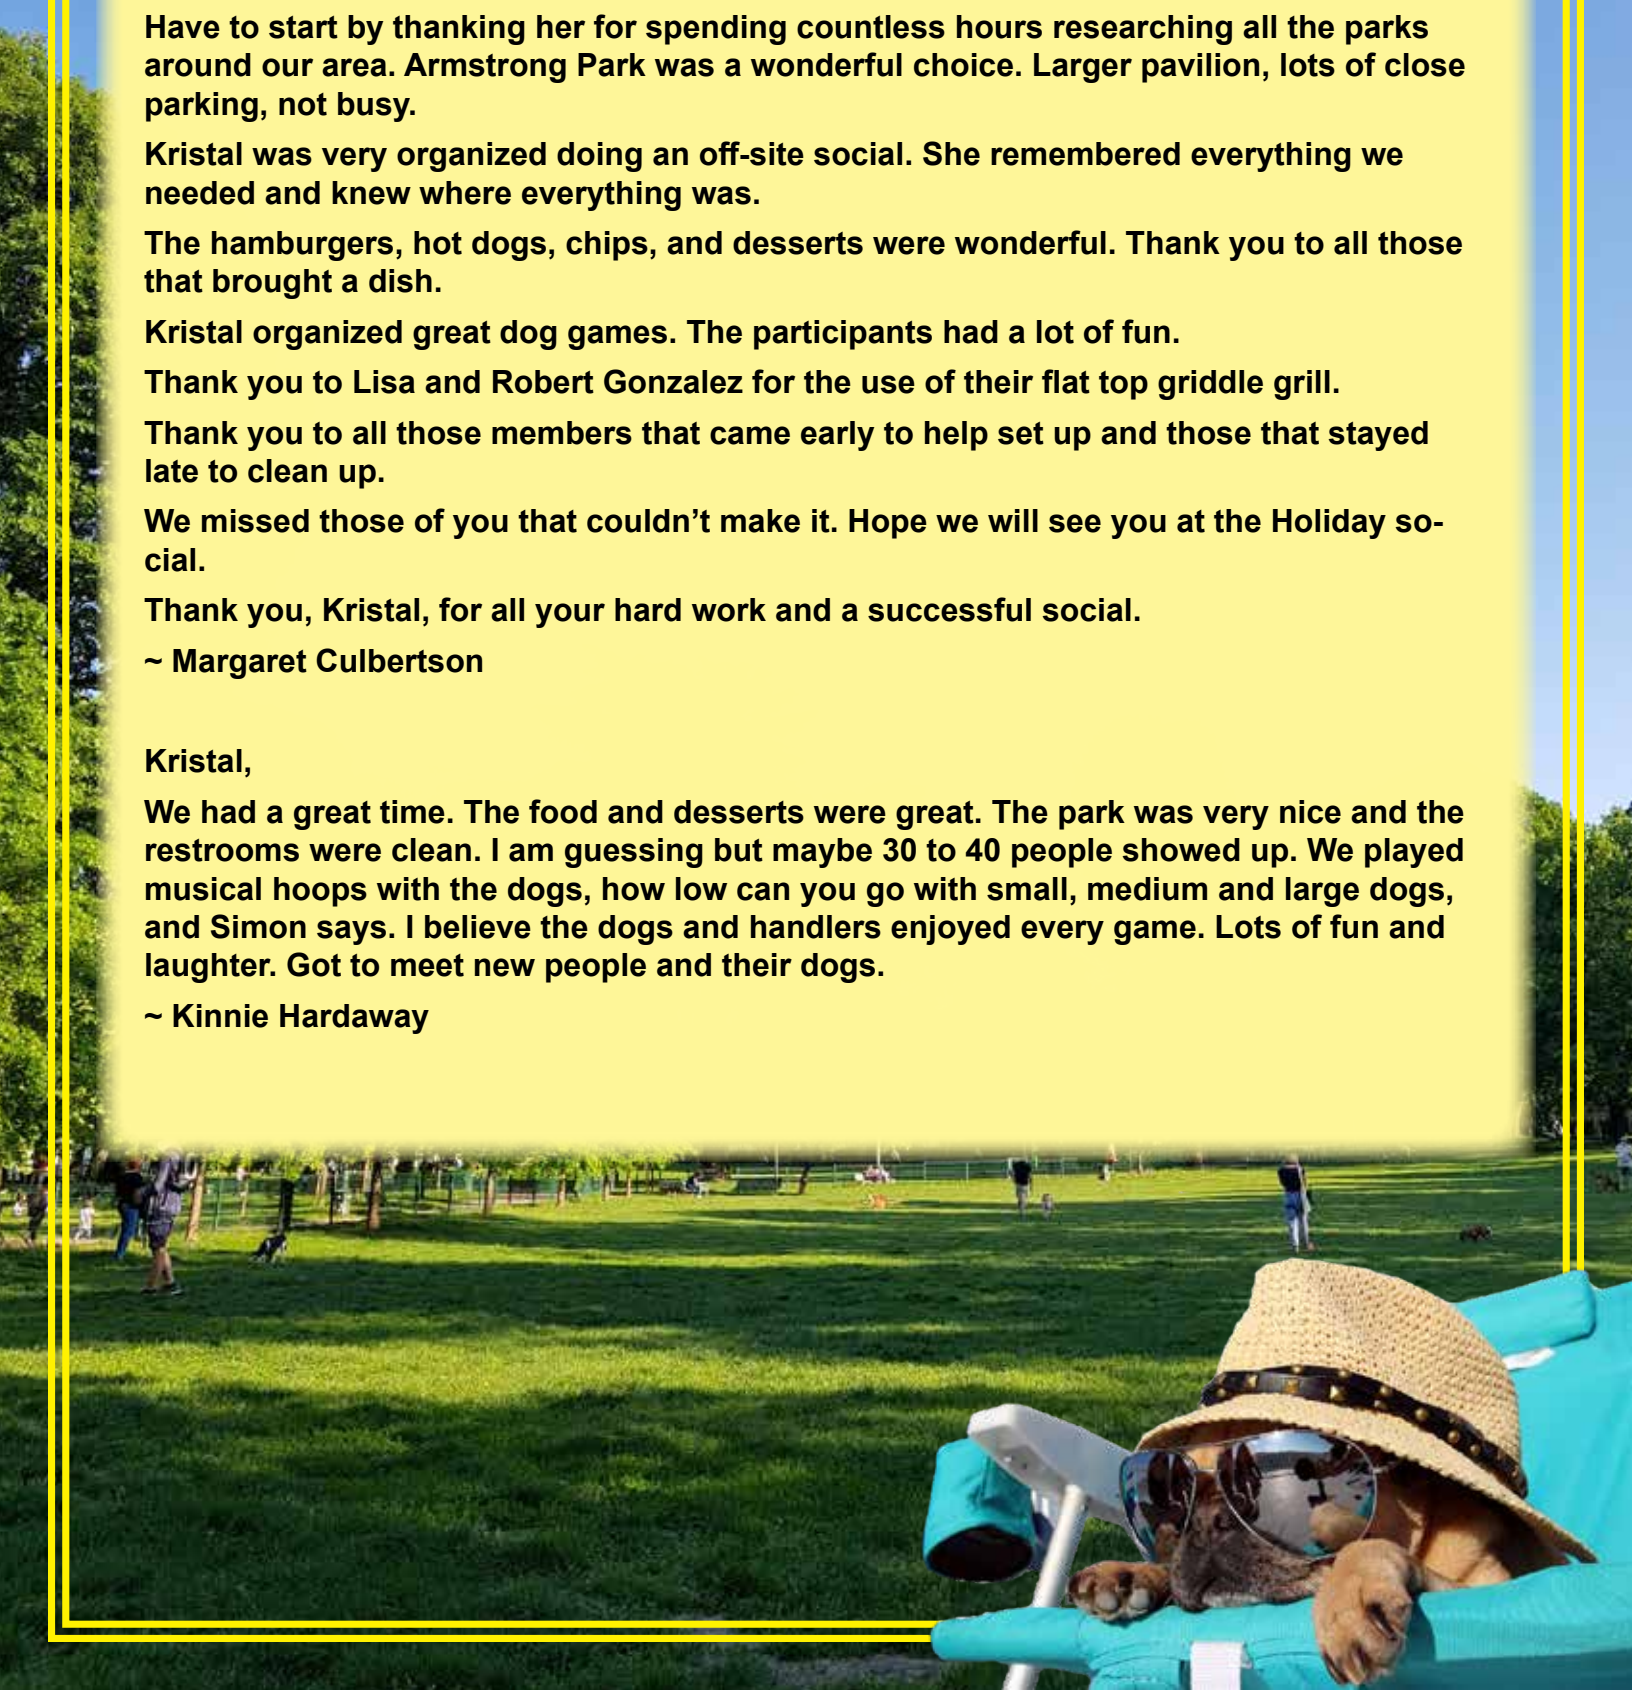 Have to start by thanking her for spending countless hours researching all the parks
around our area. Armstrong Park was a wonderful choice. Larger pavilion, lots of close
parking, not busy.
Kristal was very organized doing an off-site social. She remembered everything we
needed and knew where everything was.
The hamburgers, hot dogs, chips, and desserts were wonderful. Thank you to all those
that brought a dish.
Kristal organized great dog games. The participants had a lot of fun.
Thank you to Lisa and Robert Gonzalez for the use of their flat top griddle grill.
Thank you to all those members that came early to help set up and those that stayed
late to clean up.
We missed those of you that couldn’t make it. Hope we will see you at the Holiday so-
cial.
Thank you, Kristal, for all your hard work and a successful social.
~ Margaret Culbertson
Kristal,
We had a great time. The food and desserts were great. The park was very nice and the
restrooms were clean. I am guessing but maybe 30 to 40 people showed up. We played
musical hoops with the dogs, how low can you go with small, medium and large dogs,
and Simon says. I believe the dogs and handlers enjoyed every game. Lots of fun and
laughter. Got to meet new people and their dogs.
~ Kinnie Hardaway